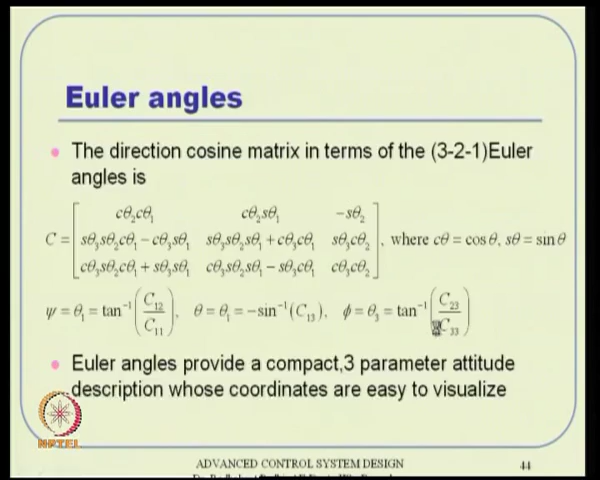 Euler angles
The direction cosine matrix in terms of the (3-2-1)Euler
angles is
C = [ cθ₂cθ₁ cθ₂sθ₁ -sθ₂
sθ₃sθ₂cθ₁ - cθ₃sθ₁ sθ₃sθ₂sθ₁ + cθ₃cθ₁ sθ₃cθ₂
cθ₃sθ₂cθ₁ + sθ₃sθ₁ cθ₃sθ₂sθ₁ - sθ₃cθ₁ cθ₃cθ₂ ], where cθ = cosθ, sθ = sinθ
ψ = θ₁ = tan⁻¹(C₁₂/C₁₁), θ = θ₁ = -sin⁻¹(C₁₃), ϕ = θ₃ = tan⁻¹(C₂₃/C₃₃)
Euler angles provide a compact,3 parameter attitude
description whose coordinates are easy to visualize
NPTEL
ADVANCED CONTROL SYSTEM DESIGN
44